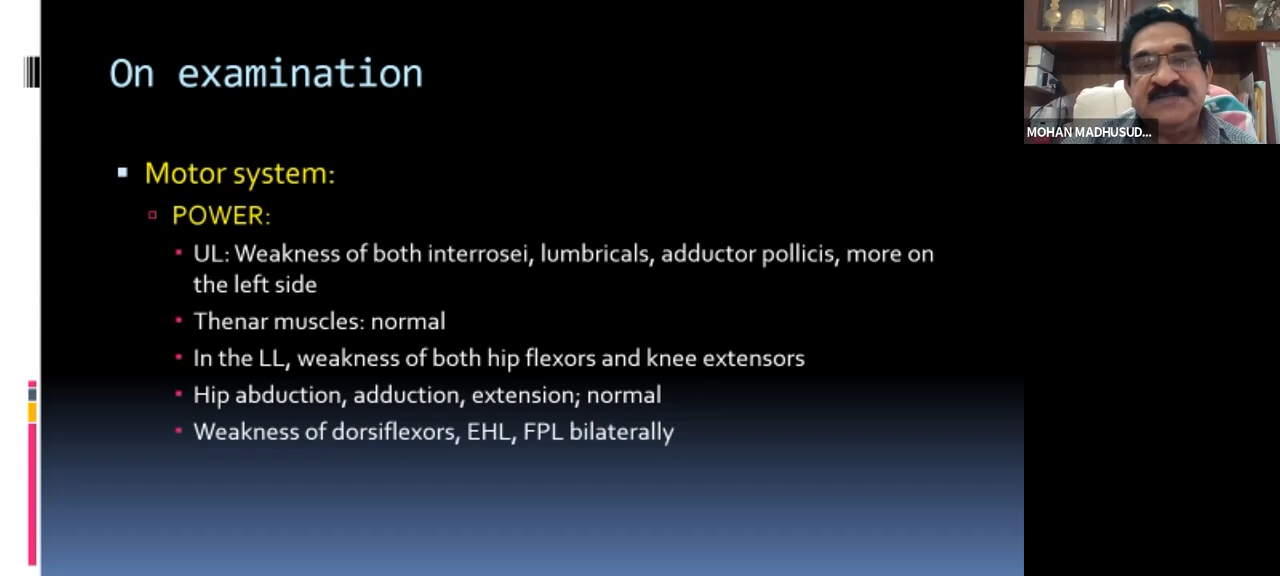 On examination
Motor system:
POWER:
UL: Weakness of both interrosei, lumbricals, adductor pollicis, more on
the left side
Thenar muscles: normal
In the LL, weakness of both hip flexors and knee extensors
Hip abduction, adduction, extension; normal
Weakness of dorsiflexors, EHL, FPL bilaterally
MOHAN MADHUSUD...